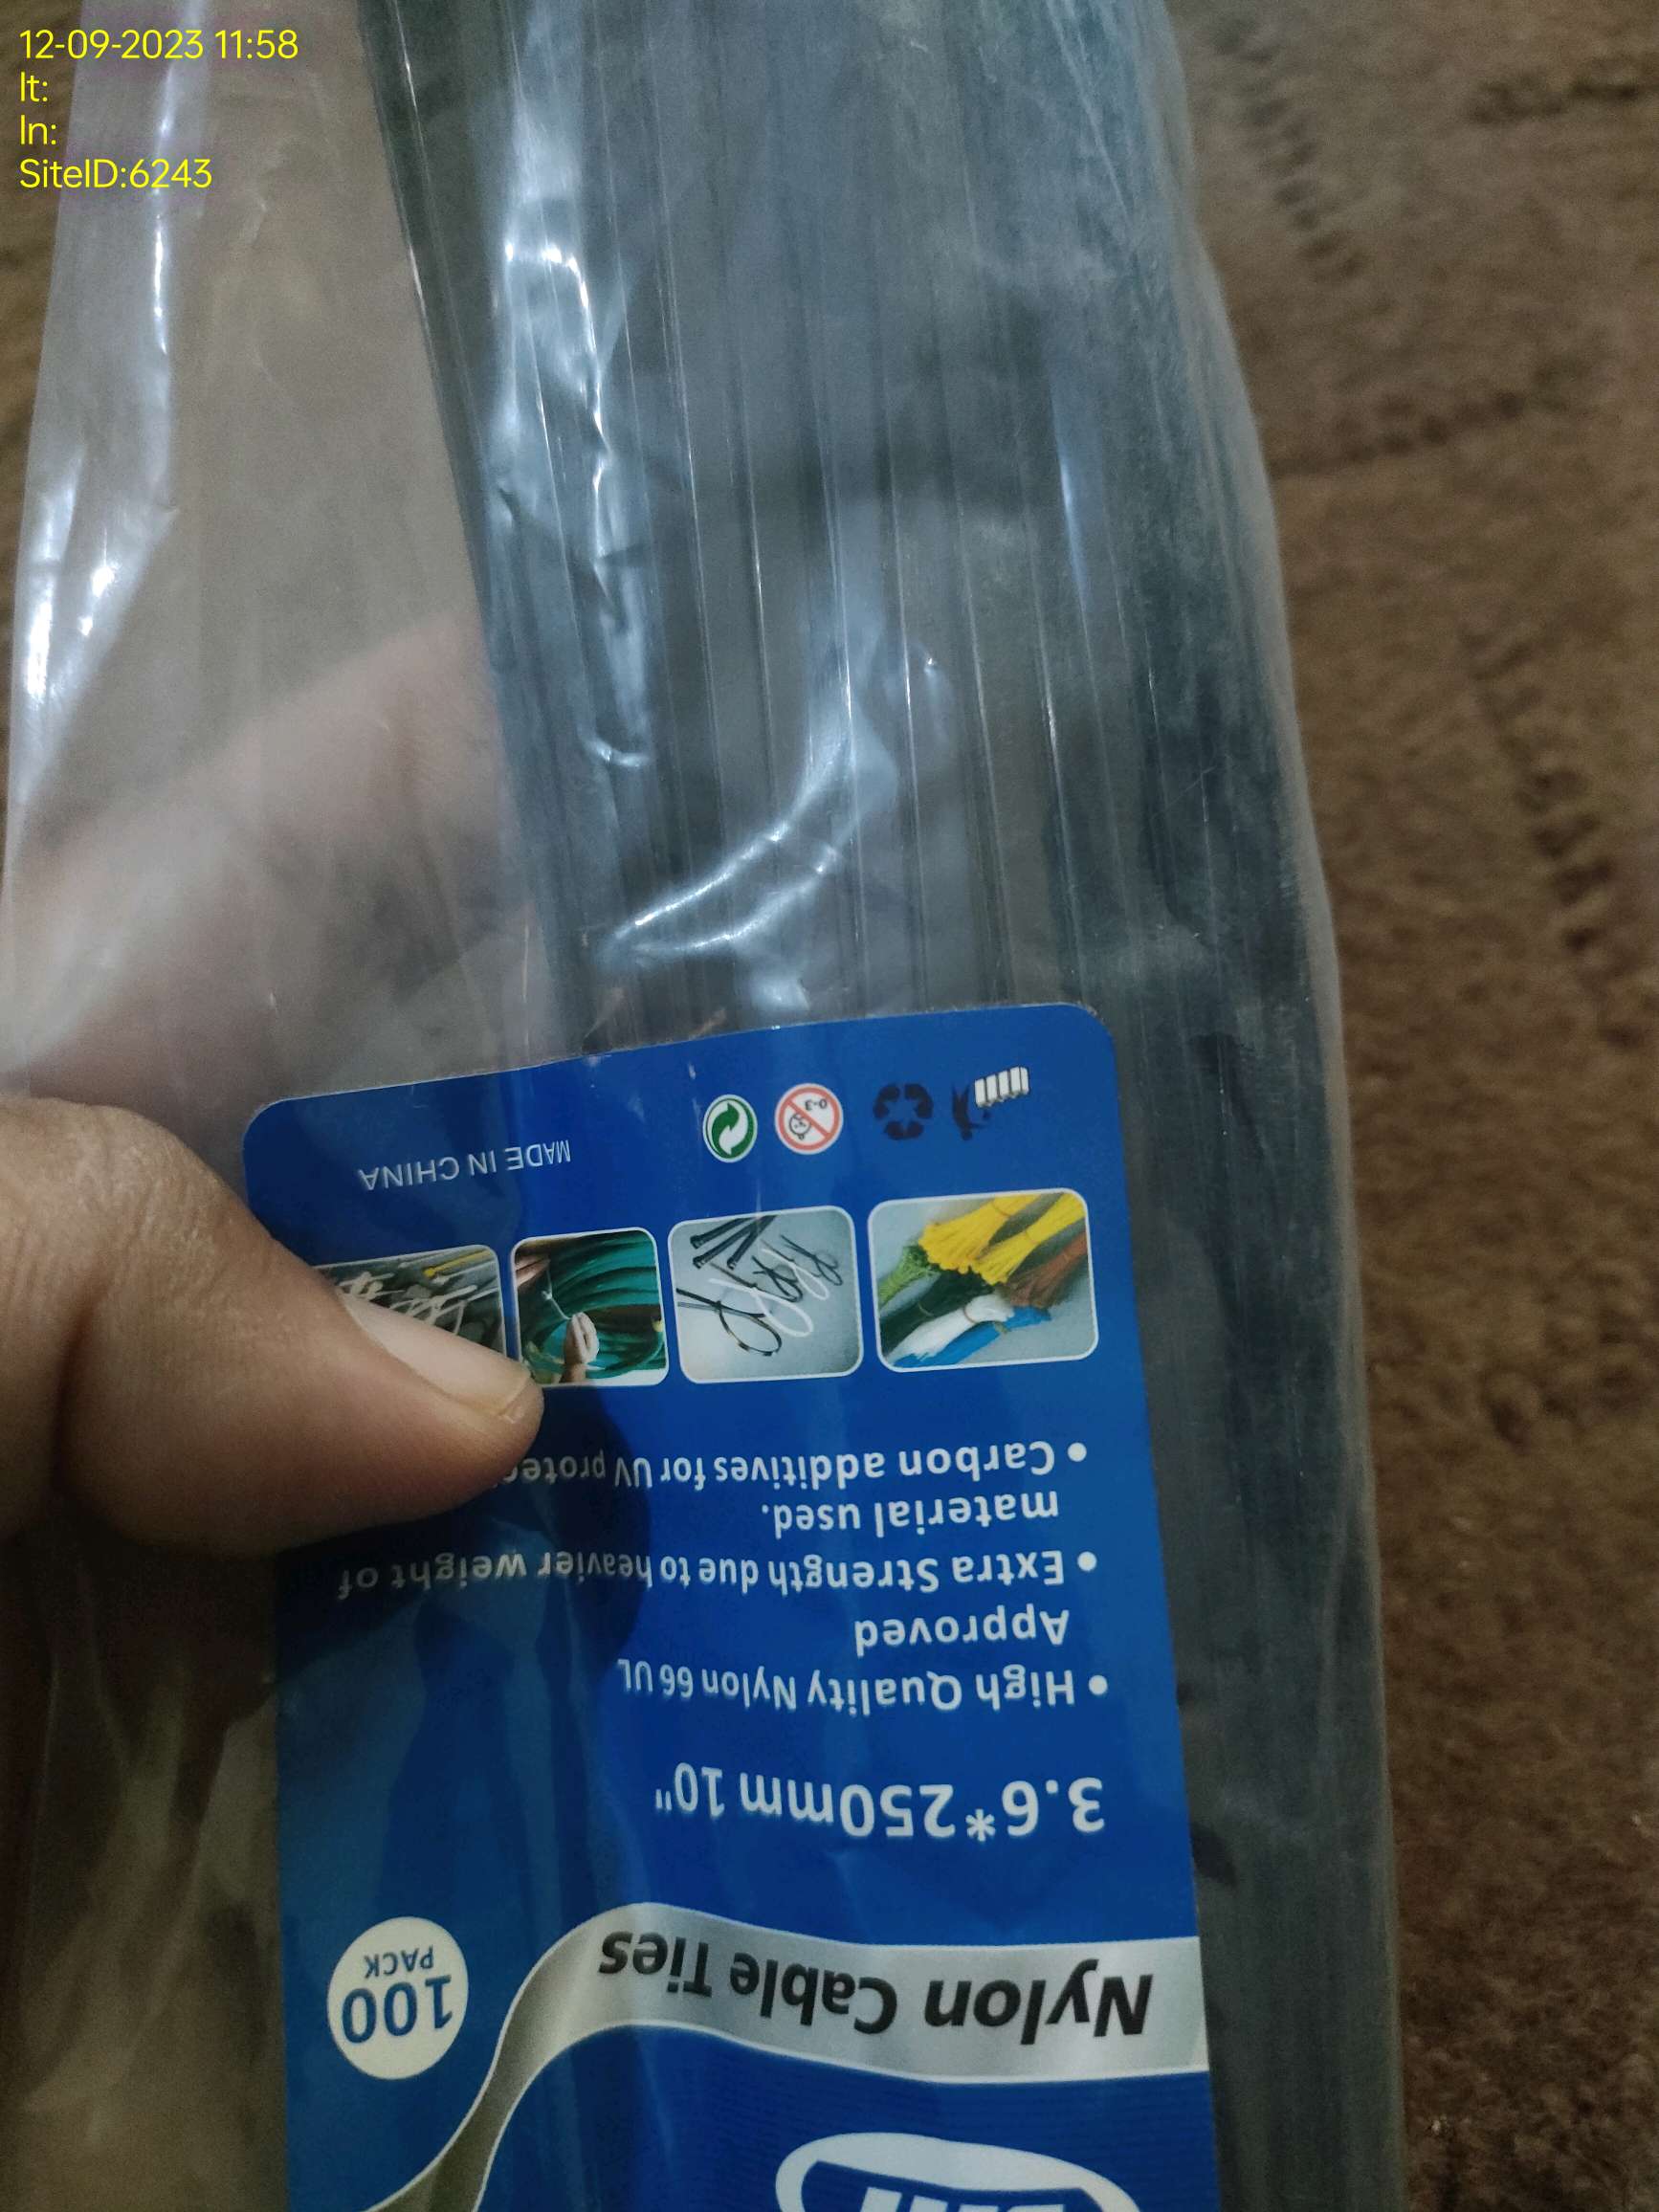 12-09-2023 11:58
lt:
ln:
SiteID:6243
Nylon Cable Ties
100
PACK
3.6*250mm 10"
• High Quality Nylon 66 UL
Approved
• Extra Strength due to heavier weight of
material used.
• Carbon additives for UV
MADE IN CHINA
0-3